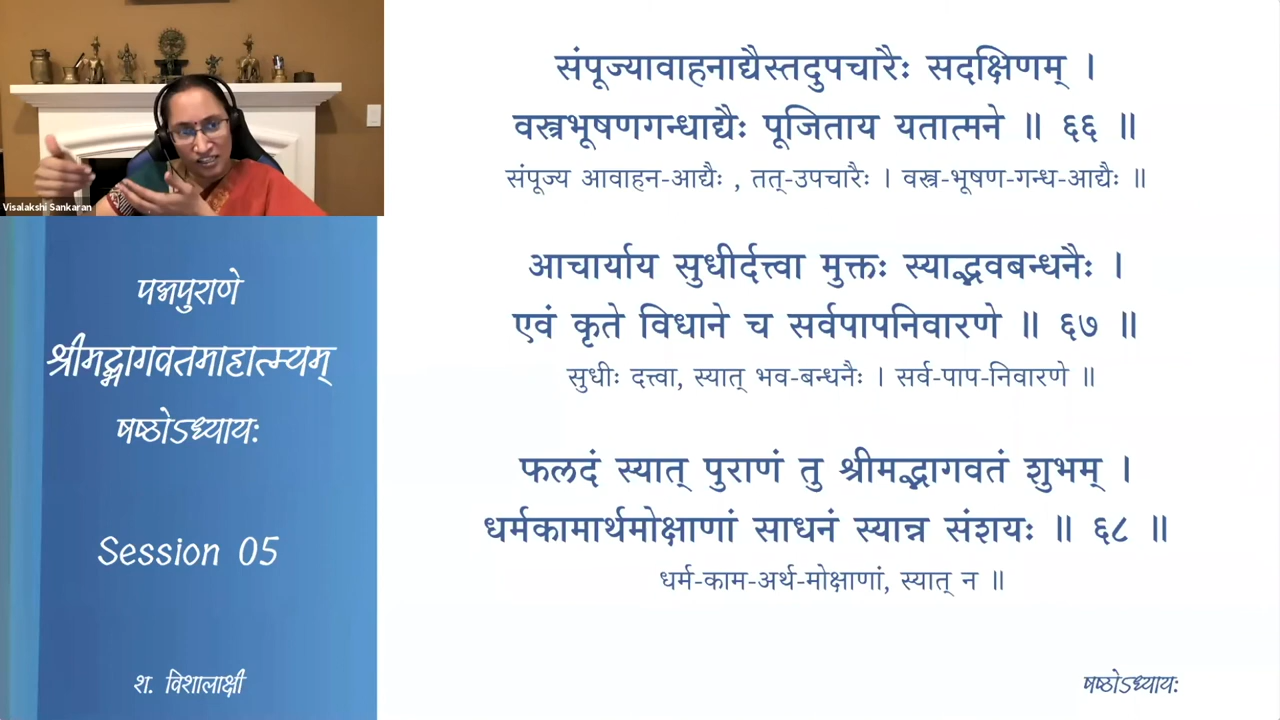 Visalakshi Sankaran
पद्मपुराणे
श्रीमद्भागवतमाहात्म्यम्
षष्ठोऽध्यायः
Session 05
श. विशालाक्षी
संपूज्यावाहनाद्यैस्तदुपचारैः सदक्षिणम् ।
वस्त्रभूषणगन्धाद्यैः पूजिताय यतात्मने ॥ ६६ ॥
संपूज्य आवाहन-आद्यैः , तत्-उपचारैः । वस्त्र-भूषण-गन्ध-आद्यैः ॥
आचार्याय सुधीर्दत्त्वा मुक्तः स्याद्भवबन्धनैः ।
एवं कृते विधाने च सर्वपापनिवारणे ॥ ६७ ॥
सुधीः दत्त्वा, स्यात् भव-बन्धनैः । सर्व-पाप-निवारणे ॥
फलदं स्यात् पुराणं तु श्रीमद्भागवतं शुभम् ।
धर्मकामार्थमोक्षाणां साधनं स्यान्न संशयः ॥ ६८ ॥
धर्म-काम-अर्थ-मोक्षाणां, स्यात् न ॥
षष्ठोऽध्यायः